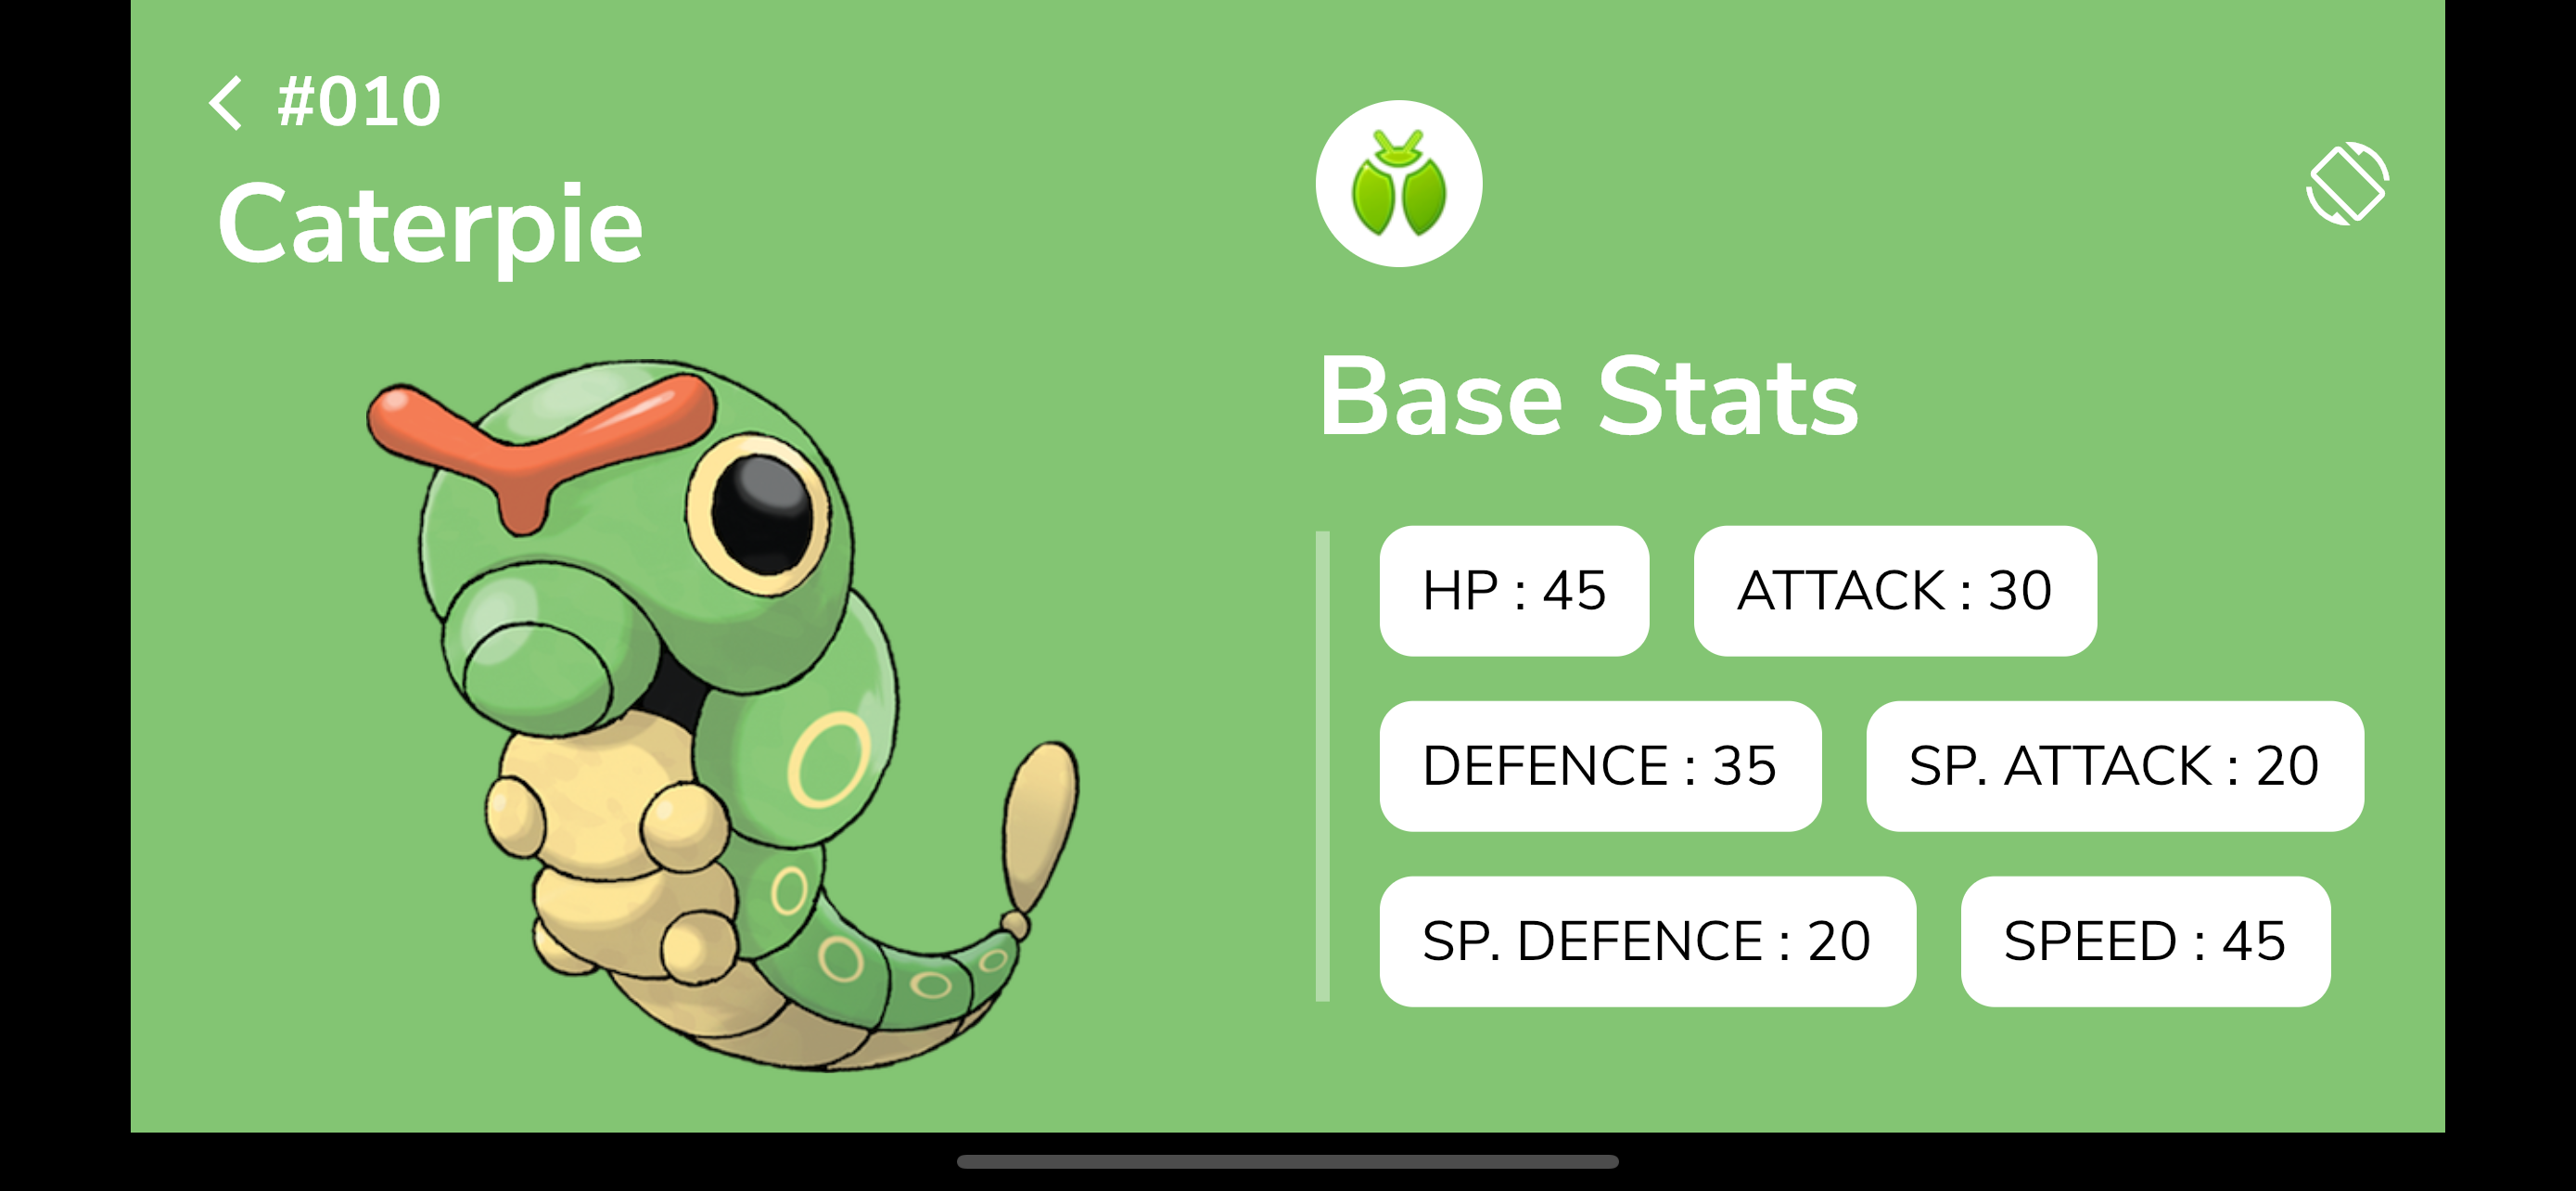 #010
Caterpie
Base Stats
HP : 45
ATTACK : 30
DEFENCE : 35
SP. ATTACK : 20
SP. DEFENCE : 20
SPEED : 45